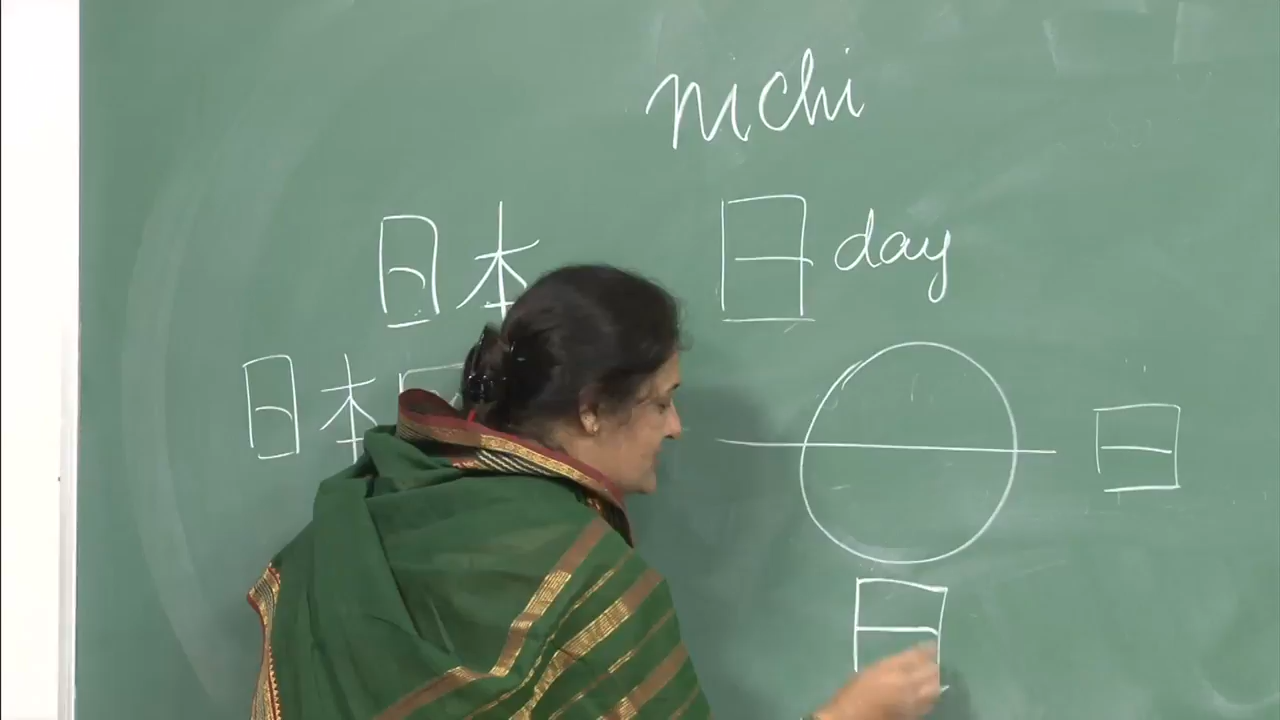 nichi
日本 日 day
日本
日
日